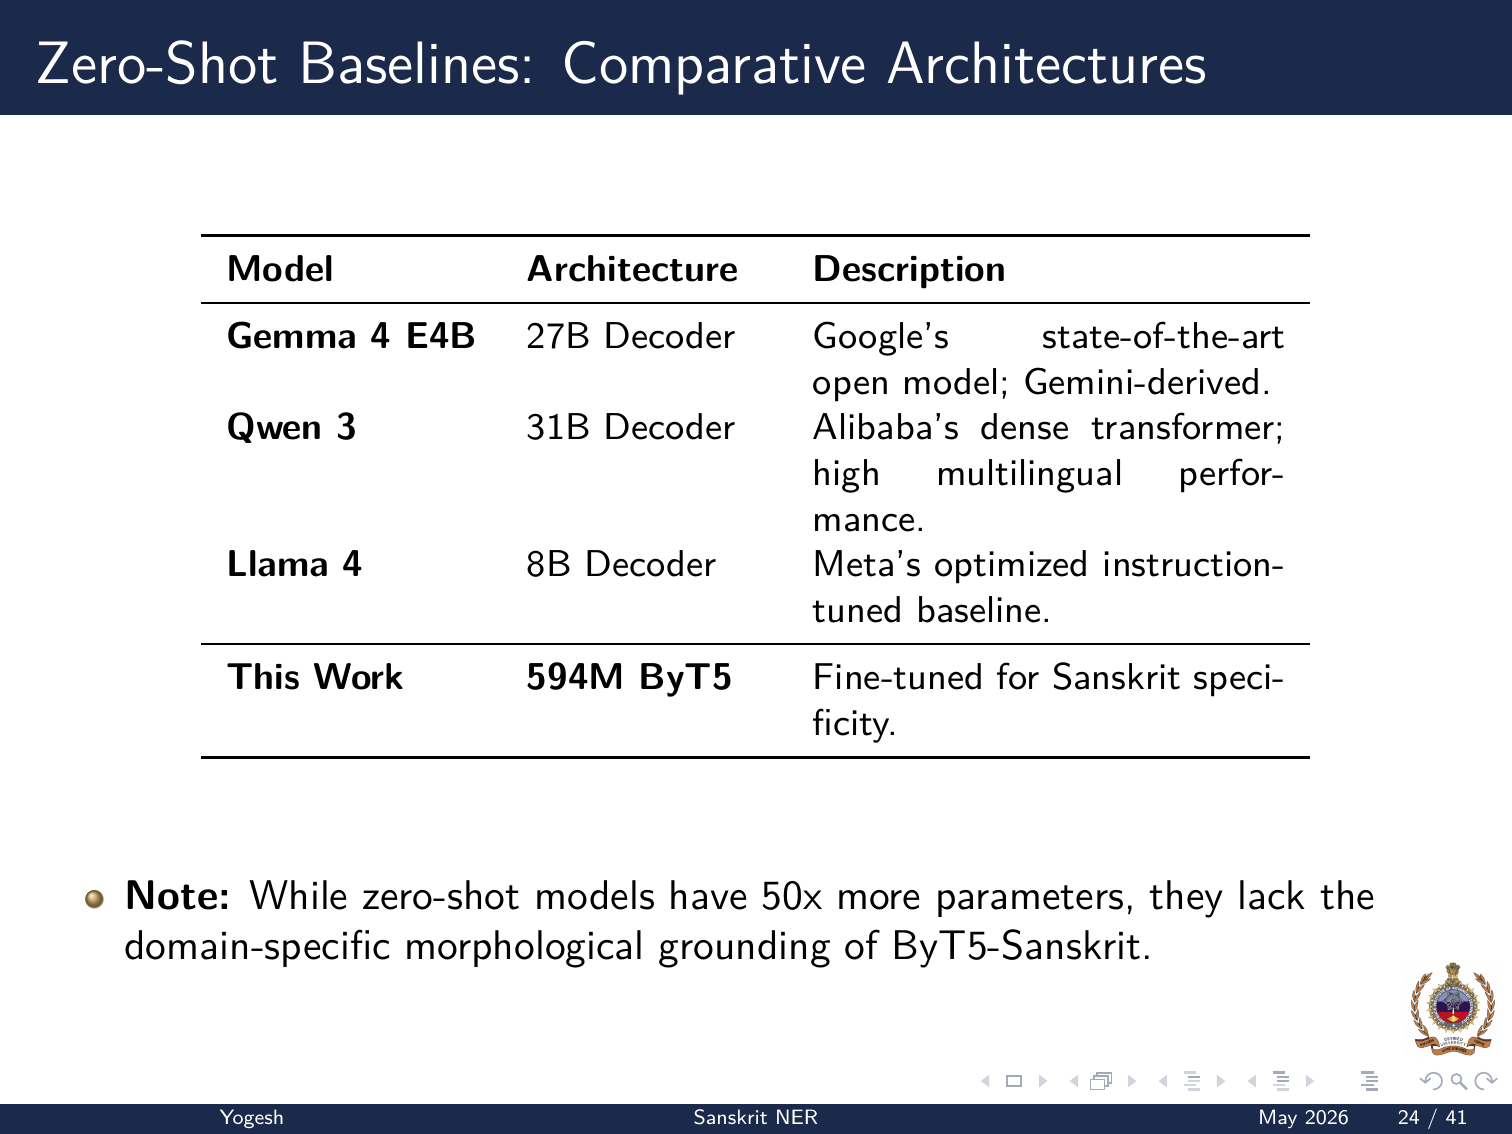 Zero-Shot Baselines: Comparative Architectures
Model Architecture Description
Gemma 4 E4B 27B Decoder Google's state-of-the-art
open model; Gemini-derived.
Qwen 3 31B Decoder Alibaba's dense transformer;
high multilingual perfor-
mance.
Llama 4 8B Decoder Meta's optimized instruction-
tuned baseline.
This Work 594M ByT5 Fine-tuned for Sanskrit speci-
ficity.
Note: While zero-shot models have 50x more parameters, they lack the
domain-specific morphological grounding of ByT5-Sanskrit.
Yogesh Sanskrit NER May 2026 24 / 41